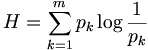 H = \sum_{k=1}^{m} p_k \log \frac{1}{p_k}